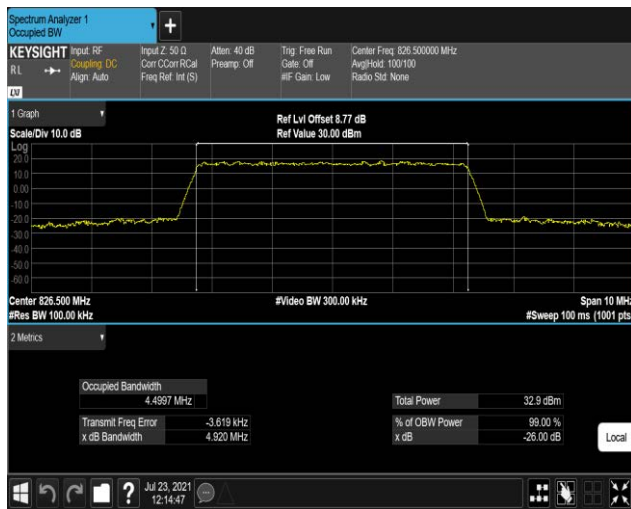 Spectrum Analyzer 1
Occupied BW
+
KEYSIGHT
RL
LXI
Input: RF
Coupling: DC
Align: Auto
Input Z: 50 Ω
Corr CCorr RCal
Freq Ref: Int (S)
Atten: 40 dB
Preamp: Off
Trig: Free Run
Gate: Off
#IF Gain: Low
Center Freq: 826.500000 MHz
Avg|Hold: 100/100
Radio Std: None
1 Graph
Scale/Div 10.0 dB
Ref Lvl Offset 8.77 dB
Ref Value 30.00 dBm
Log
20.0
10.0
0.00
-10.0
-20.0
-30.0
-40.0
-50.0
-60.0
Center 826.500 MHz
#Res BW 100.00 kHz
#Video BW 300.00 kHz
Span 10 MHz
#Sweep 100 ms (1001 pts
2 Metrics
Occupied Bandwidth
4.4997 MHz
Transmit Freq Error -3.619 kHz
x dB Bandwidth 4.920 MHz
Total Power 32.9 dBm
% of OBW Power 99.00 %
x dB -26.00 dB
Local
?
Jul 23, 2021
12:14:47